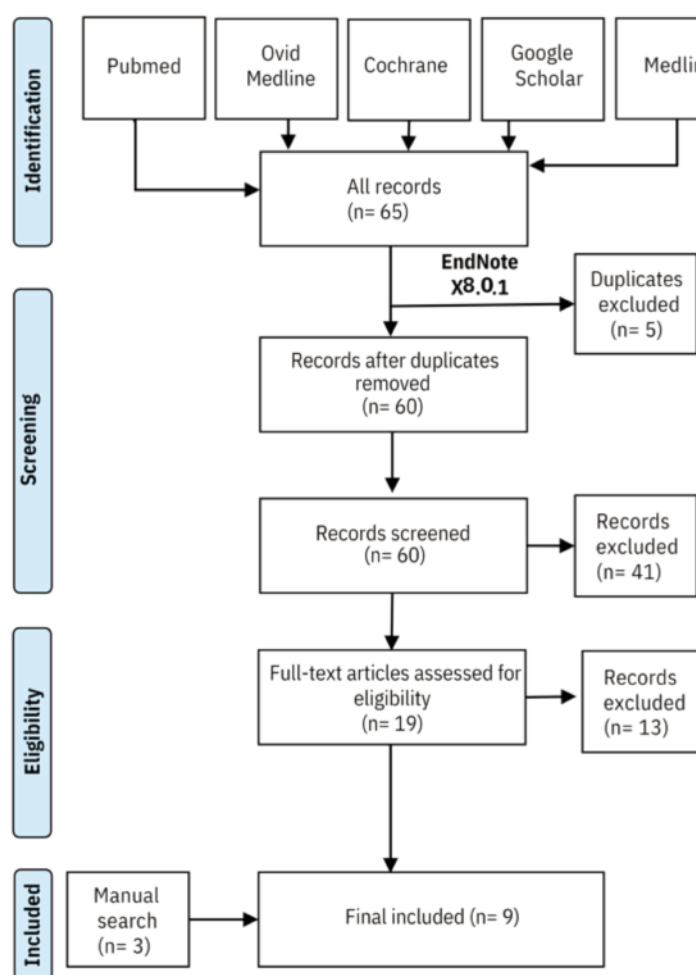 Identification
Pubmed
Ovid
Medline
Cochrane
Google
Scholar
All records
(n= 65)
EndNote
X8.0.1
Duplicates
excluded
(n= 5)
Screening
Records after duplicates
removed
(n= 60)
Records screened
(n= 60)
Records
excluded
(n= 41)
Eligibility
Full-text articles assessed for
eligibility
(n= 19)
Records
excluded
(n= 13)
Included
Manual
search
(n= 3)
Final included (n= 9)